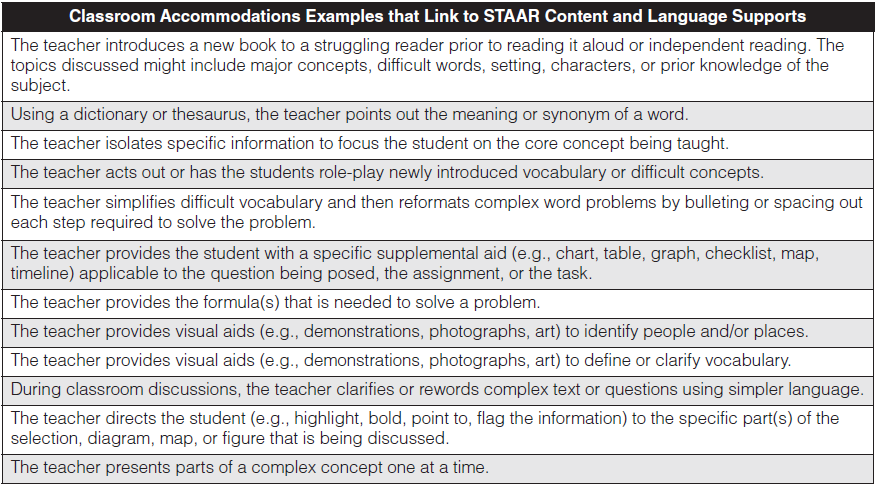 Classroom Accommodations Examples that Link to STAAR Content and Language Supports
The teacher introduces a new book to a struggling reader prior to reading it aloud or independent reading. The
topics discussed might include major concepts, difficult words, setting, characters, or prior knowledge of the
subject.
Using a dictionary or thesaurus, the teacher points out the meaning or synonym of a word.
The teacher isolates specific information to focus the student on the core concept being taught.
The teacher acts out or has the students role-play newly introduced vocabulary or difficult concepts.
The teacher simplifies difficult vocabulary and then reformats complex word problems by bulleting or spacing out
each step required to solve the problem.
The teacher provides the student with a specific supplemental aid (e.g., chart, table, graph, checklist, map,
timeline) applicable to the question being posed, the assignment, or the task.
The teacher provides the formula(s) that is needed to solve a problem.
The teacher provides visual aids (e.g., demonstrations, photographs, art) to identify people and/or places.
The teacher provides visual aids (e.g., demonstrations, photographs, art) to define or clarify vocabulary.
During classroom discussions, the teacher clarifies or rewords complex text or questions using simpler language.
The teacher directs the student (e.g., highlight, bold, point to, flag the information) to the specific part(s) of the
selection, diagram, map, or figure that is being discussed.
The teacher presents parts of a complex concept one at a time.